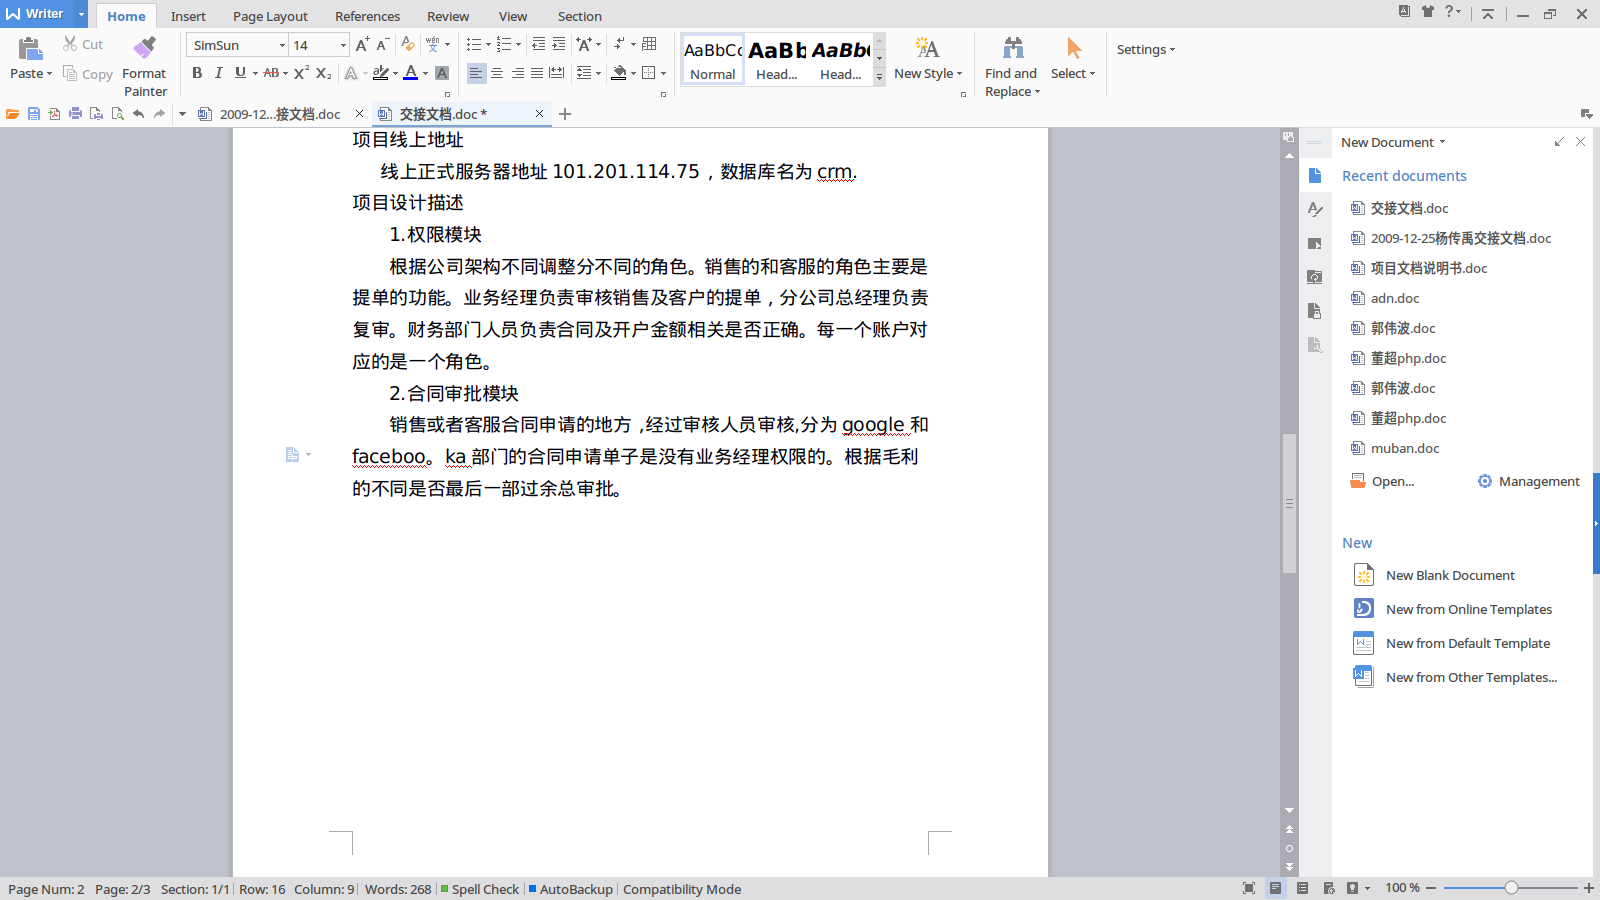 Writer Home Insert Page Layout References Review View Section
Paste Cut Copy Format Painter
SimSun 14
AaBbCc Normal AaBb Head... AaBb Head...
New Style Find and Replace Select Settings
2009-12...接文档.doc 交接文档.doc *
项目线上地址
线上正式服务器地址 101.201.114.75，数据库名为 crm.
项目设计描述
1.权限模块
根据公司架构不同调整分不同的角色。销售的和客服的角色主要是
提单的功能。业务经理负责审核销售及客户的提单，分公司总经理负责
复审。财务部门人员负责合同及开户金额相关是否正确。每一个账户对
应的是一个角色。
2.合同审批模块
销售或者客服合同申请的地方 ,经过审核人员审核,分为 google 和
faceboo。ka 部门的合同申请单子是没有业务经理权限的。根据毛利
的不同是否最后一部过余总审批。
New Document
Recent documents
交接文档.doc
2009-12-25杨传禹交接文档.doc
项目文档说明书.doc
adn.doc
郭伟波.doc
董超php.doc
郭伟波.doc
董超php.doc
muban.doc
Open... Management
New
New Blank Document
New from Online Templates
New from Default Template
New from Other Templates...
Page Num: 2 Page: 2/3 Section: 1/1 Row: 16 Column: 9 Words: 268 Spell Check AutoBackup Compatibility Mode 100 %